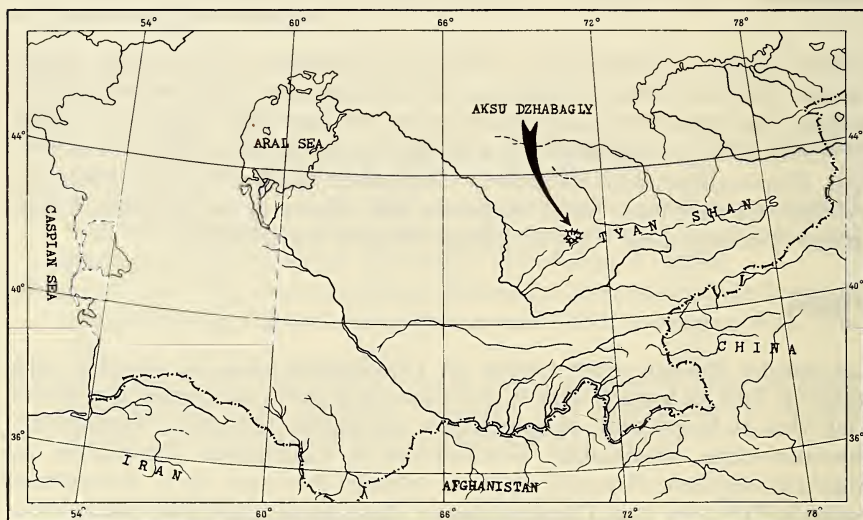 54° 60° 66° 72° 78°
AKSU DZHABAGLY
44° 44°
ARAL SEA
TYAN SHAN
CASPIAN SEA
40° 40°
CHINA
36° 36°
IRAN
AFGHANISTAN
54° 60° 66° 72° 78°